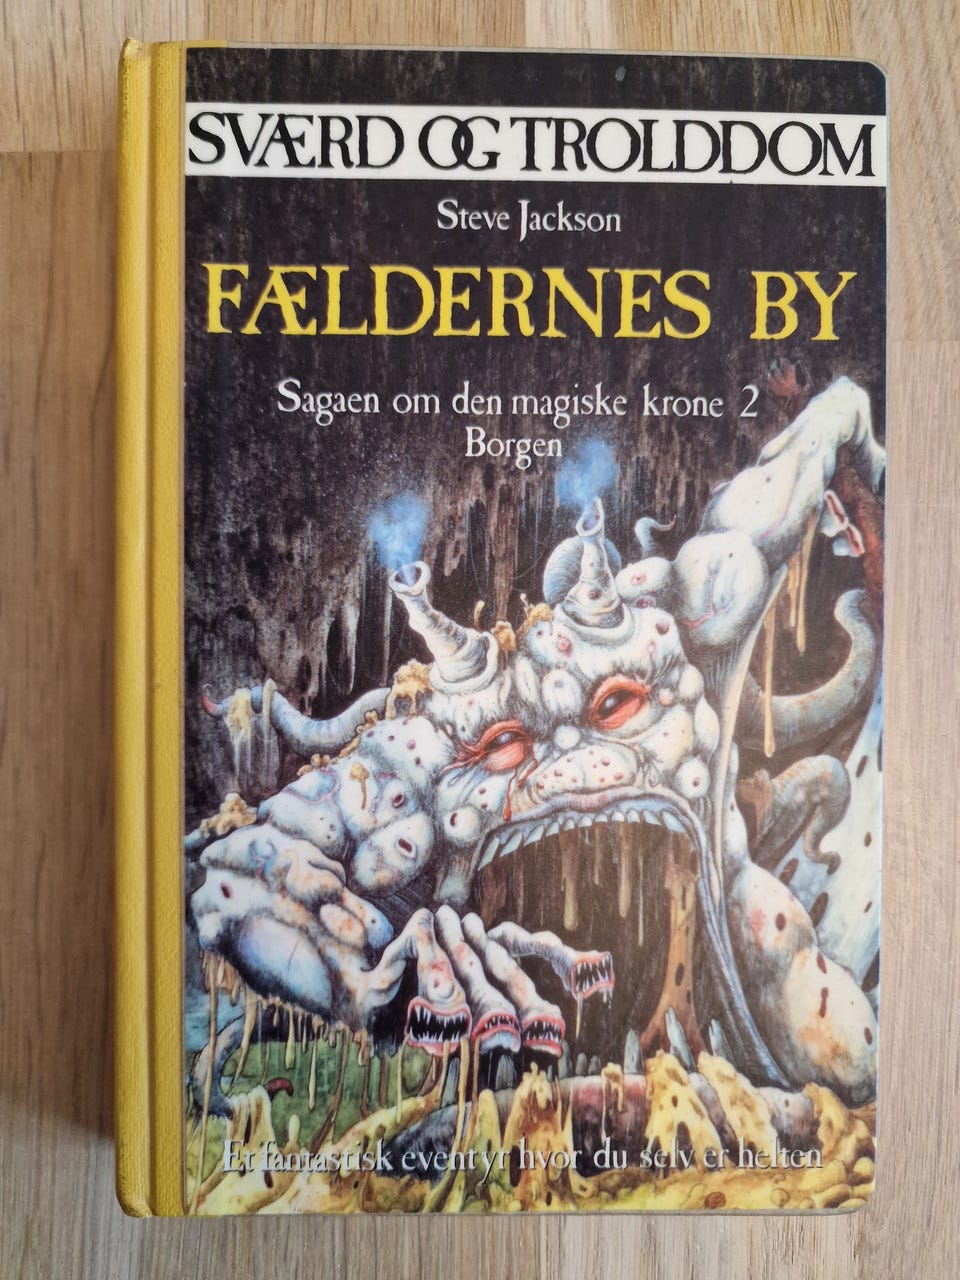 SVÆRD OG TROLDDOM
Steve Jackson
FÆLDERNES BY
Sagaen om den magiske krone 2
Borgen
Et fantastisk eventyr hvor du selv er helten